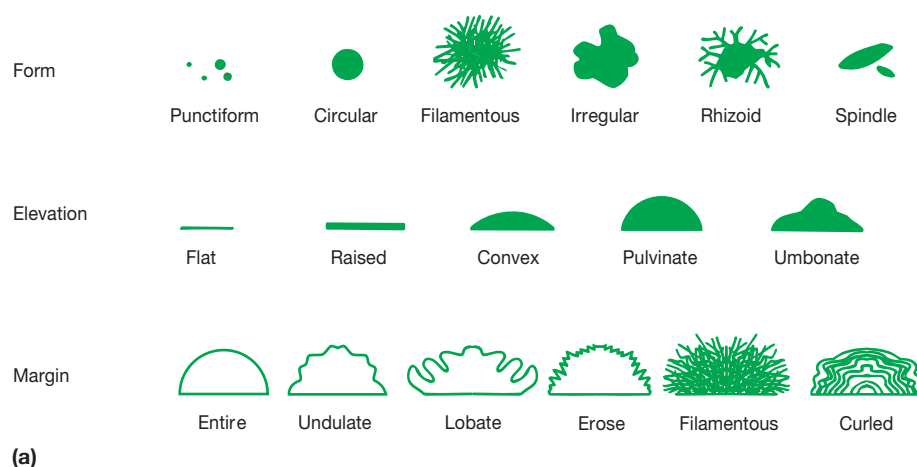 Form
Punctiform Circular Filamentous Irregular Rhizoid Spindle
Elevation
Flat Raised Convex Pulvinate Umbonate
Margin
Entire Undulate Lobate Erose Filamentous Curled
(a)